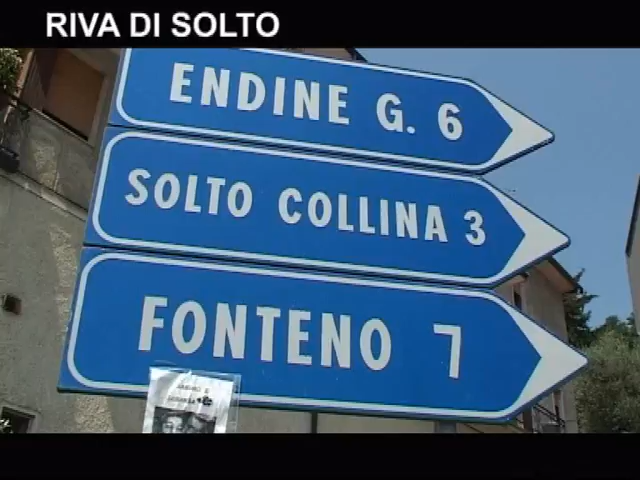 RIVA DI SOLTO
ENDINE G. 6
SOLTO COLLINA 3
FONTENO 7